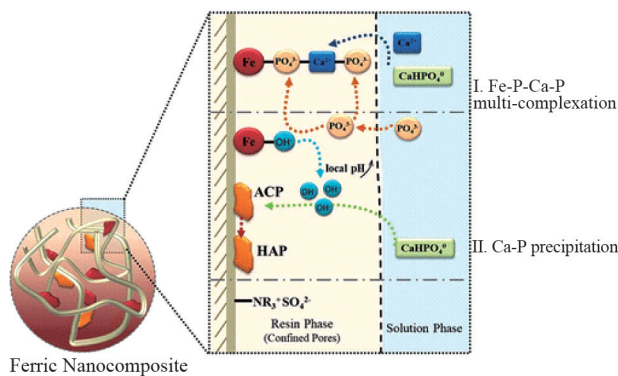 Ca²⁺
Fe
PO₄³⁻
Ca²⁺
PO₄³⁻
CaHPO₄⁰
I. Fe-P-Ca-P
multi-complexation
PO₄³⁻
PO₄³⁻
Fe
OH⁻
local pH
ACP
OH⁻
OH⁻
OH⁻
HAP
CaHPO₄⁰
II. Ca-P precipitation
NR₃⁺SO₄²⁻
Resin Phase
(Confined Pores)
Solution Phase
Ferric Nanocomposite